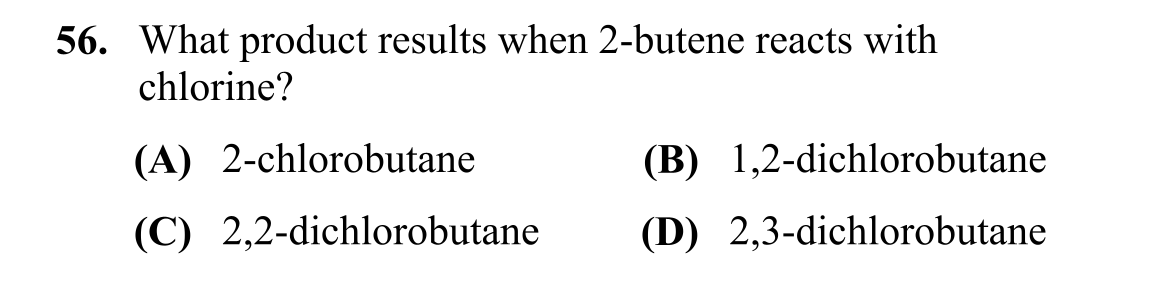 56. What product results when 2-butene reacts with
chlorine?
(A) 2-chlorobutane (B) 1,2-dichlorobutane
(C) 2,2-dichlorobutane (D) 2,3-dichlorobutane